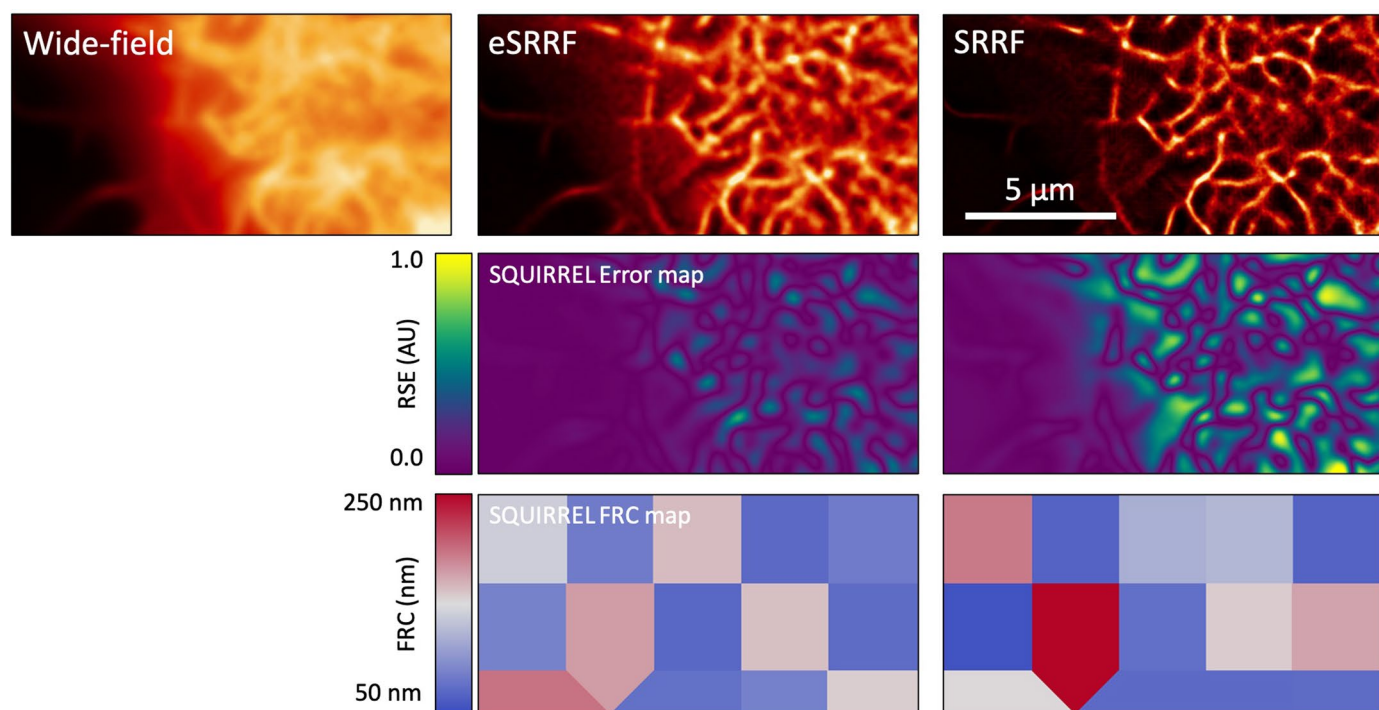 Wide-field
eSRRF
SRRF
5 µm
1.0
RSE (AU)
0.0
SQUIRREL Error map
250 nm
FRC (nm)
50 nm
SQUIRREL FRC map